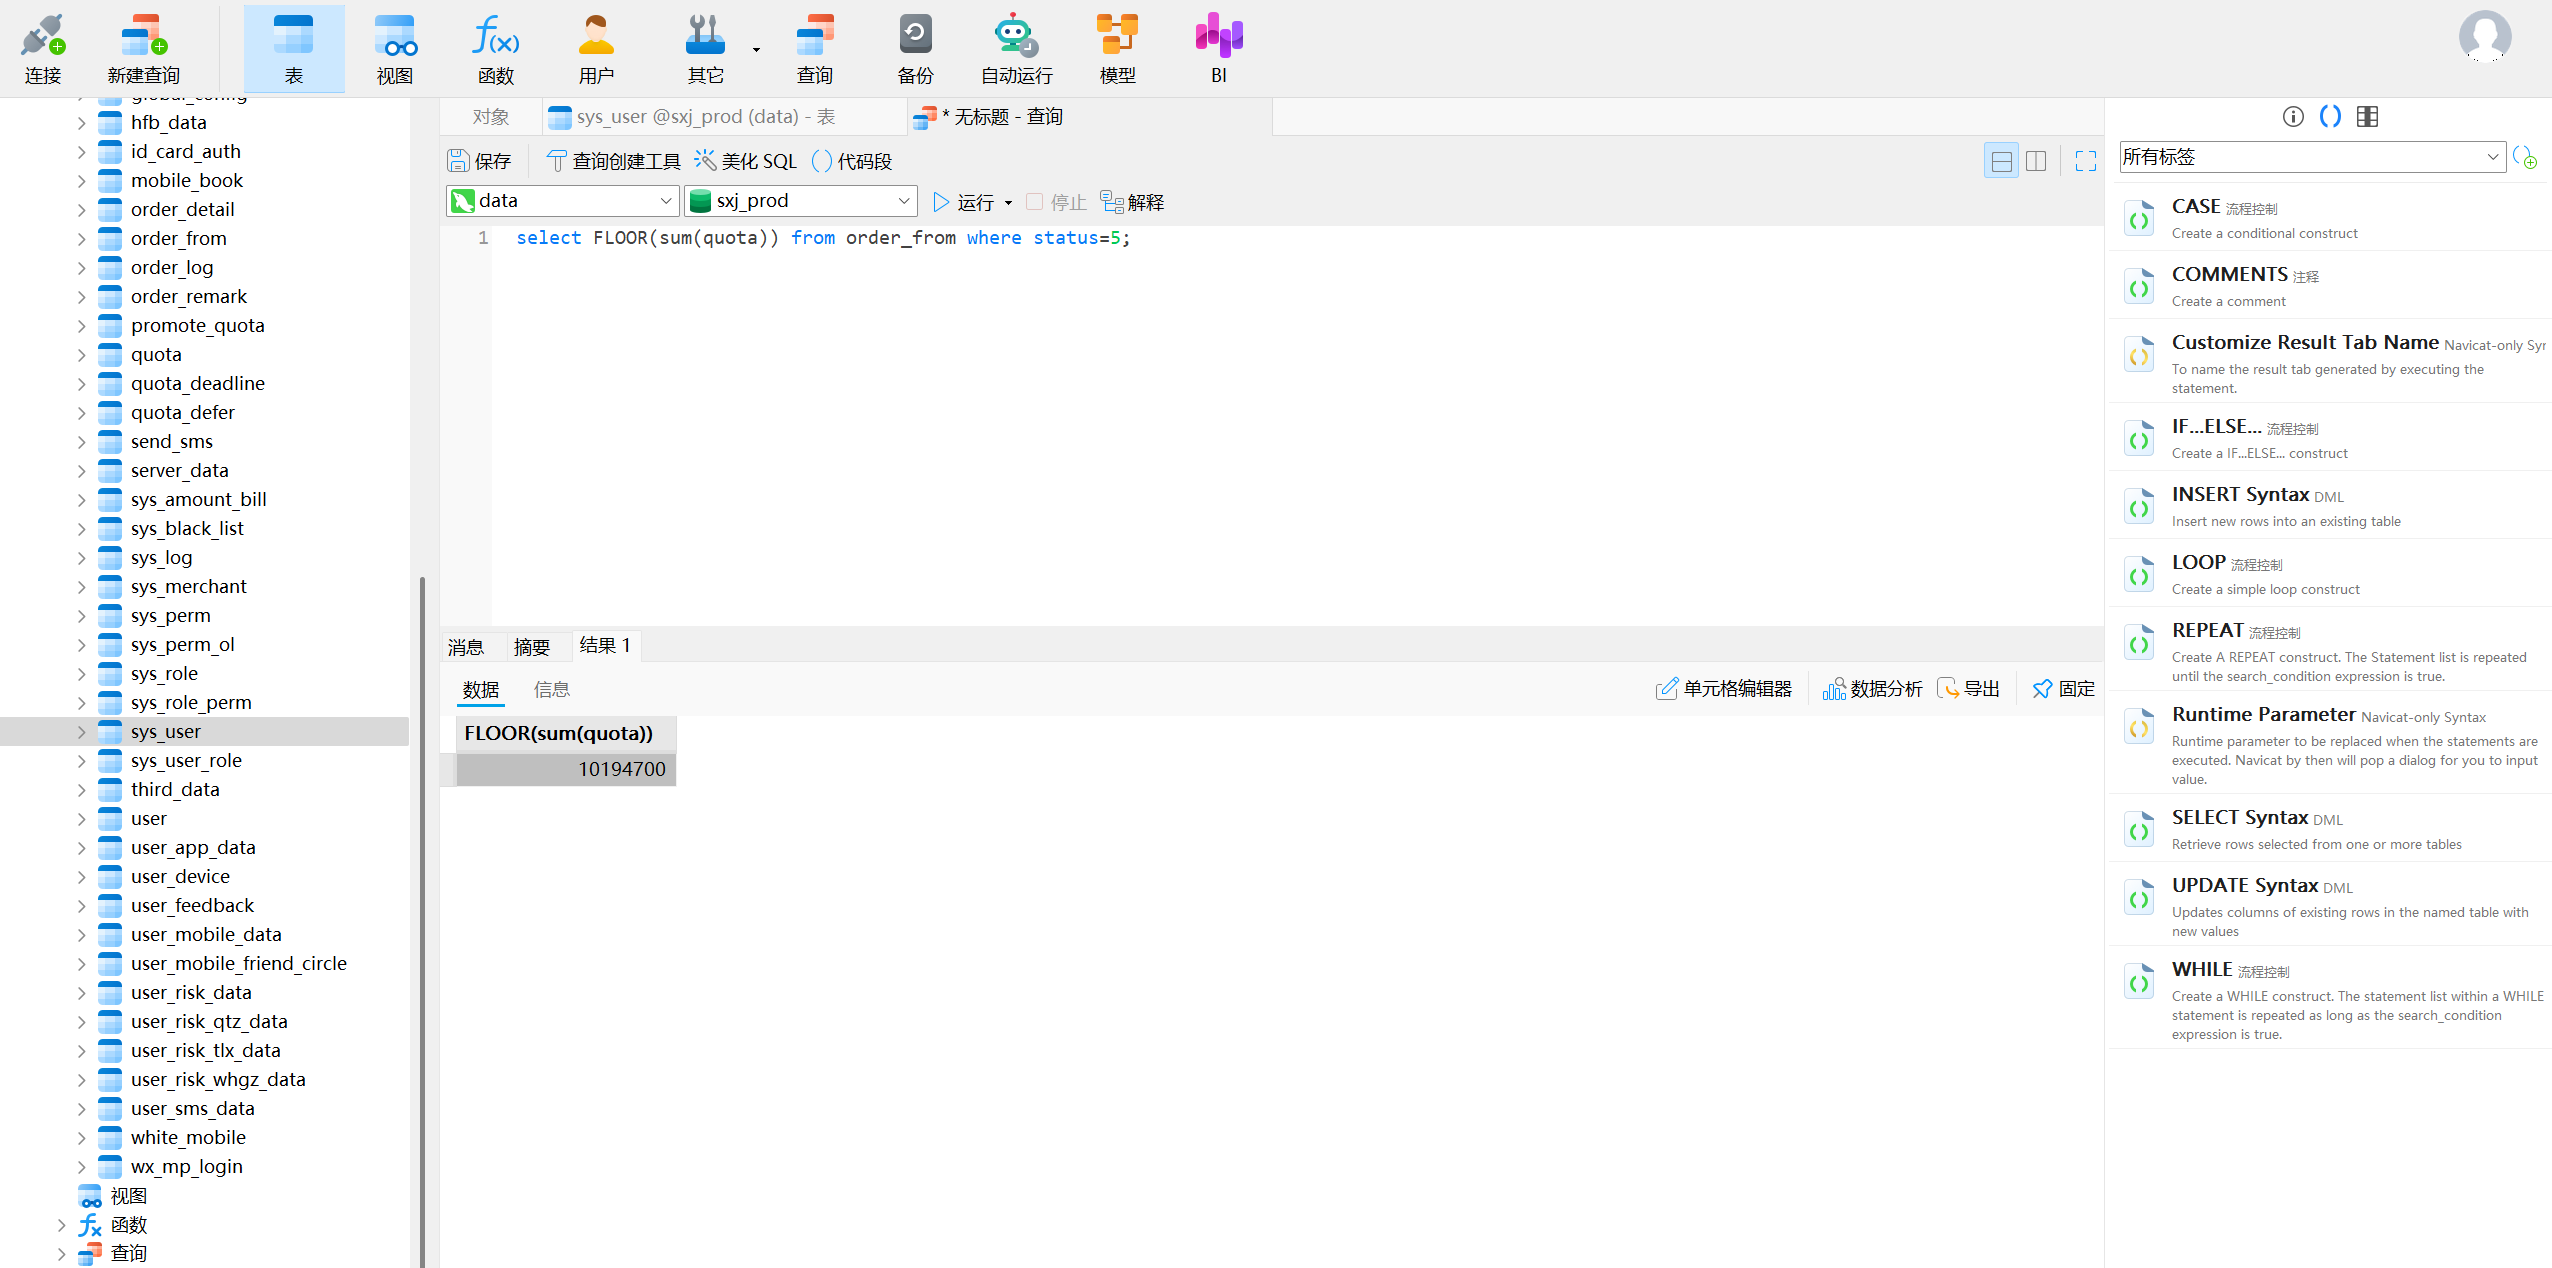 连接
新建查询
表
视图
函数
用户
其它
查询
备份
自动运行
模型
BI
global_config
hfb_data
id_card_auth
mobile_book
order_detail
order_from
order_log
order_remark
promote_quota
quota
quota_deadline
quota_defer
send_sms
server_data
sys_amount_bill
sys_black_list
sys_log
sys_merchant
sys_perm
sys_perm_ol
sys_role
sys_role_perm
sys_user
sys_user_role
third_data
user
user_app_data
user_device
user_feedback
user_mobile_data
user_mobile_friend_circle
user_risk_data
user_risk_qtz_data
user_risk_tlx_data
user_risk_whgz_data
user_sms_data
white_mobile
wx_mp_login
视图
函数
查询
对象
sys_user @sxj_prod (data) - 表
* 无标题 - 查询
保存
查询创建工具
美化 SQL
代码段
data
sxj_prod
运行
停止
解释
1 select FLOOR(sum(quota)) from order_from where status=5;
消息
摘要
结果 1
数据
信息
单元格编辑器
数据分析
导出
固定
FLOOR(sum(quota))
10194700
所有标签
CASE 流程控制
Create a conditional construct
COMMENTS 注释
Create a comment
Customize Result Tab Name Navicat-only Syr
To name the result tab generated by executing the
statement.
IF...ELSE... 流程控制
Create a IF...ELSE... construct
INSERT Syntax DML
Insert new rows into an existing table
LOOP 流程控制
Create a simple loop construct
REPEAT 流程控制
Create A REPEAT construct. The Statement list is repeated
until the search_condition expression is true.
Runtime Parameter Navicat-only Syntax
Runtime parameter to be replaced when the statements are
executed. Navicat by then will pop a dialog for you to input
value.
SELECT Syntax DML
Retrieve rows selected from one or more tables
UPDATE Syntax DML
Updates columns of existing rows in the named table with
new values
WHILE 流程控制
Create a WHILE construct. The statement list within a WHILE
statement is repeated as long as the search_condition
expression is true.